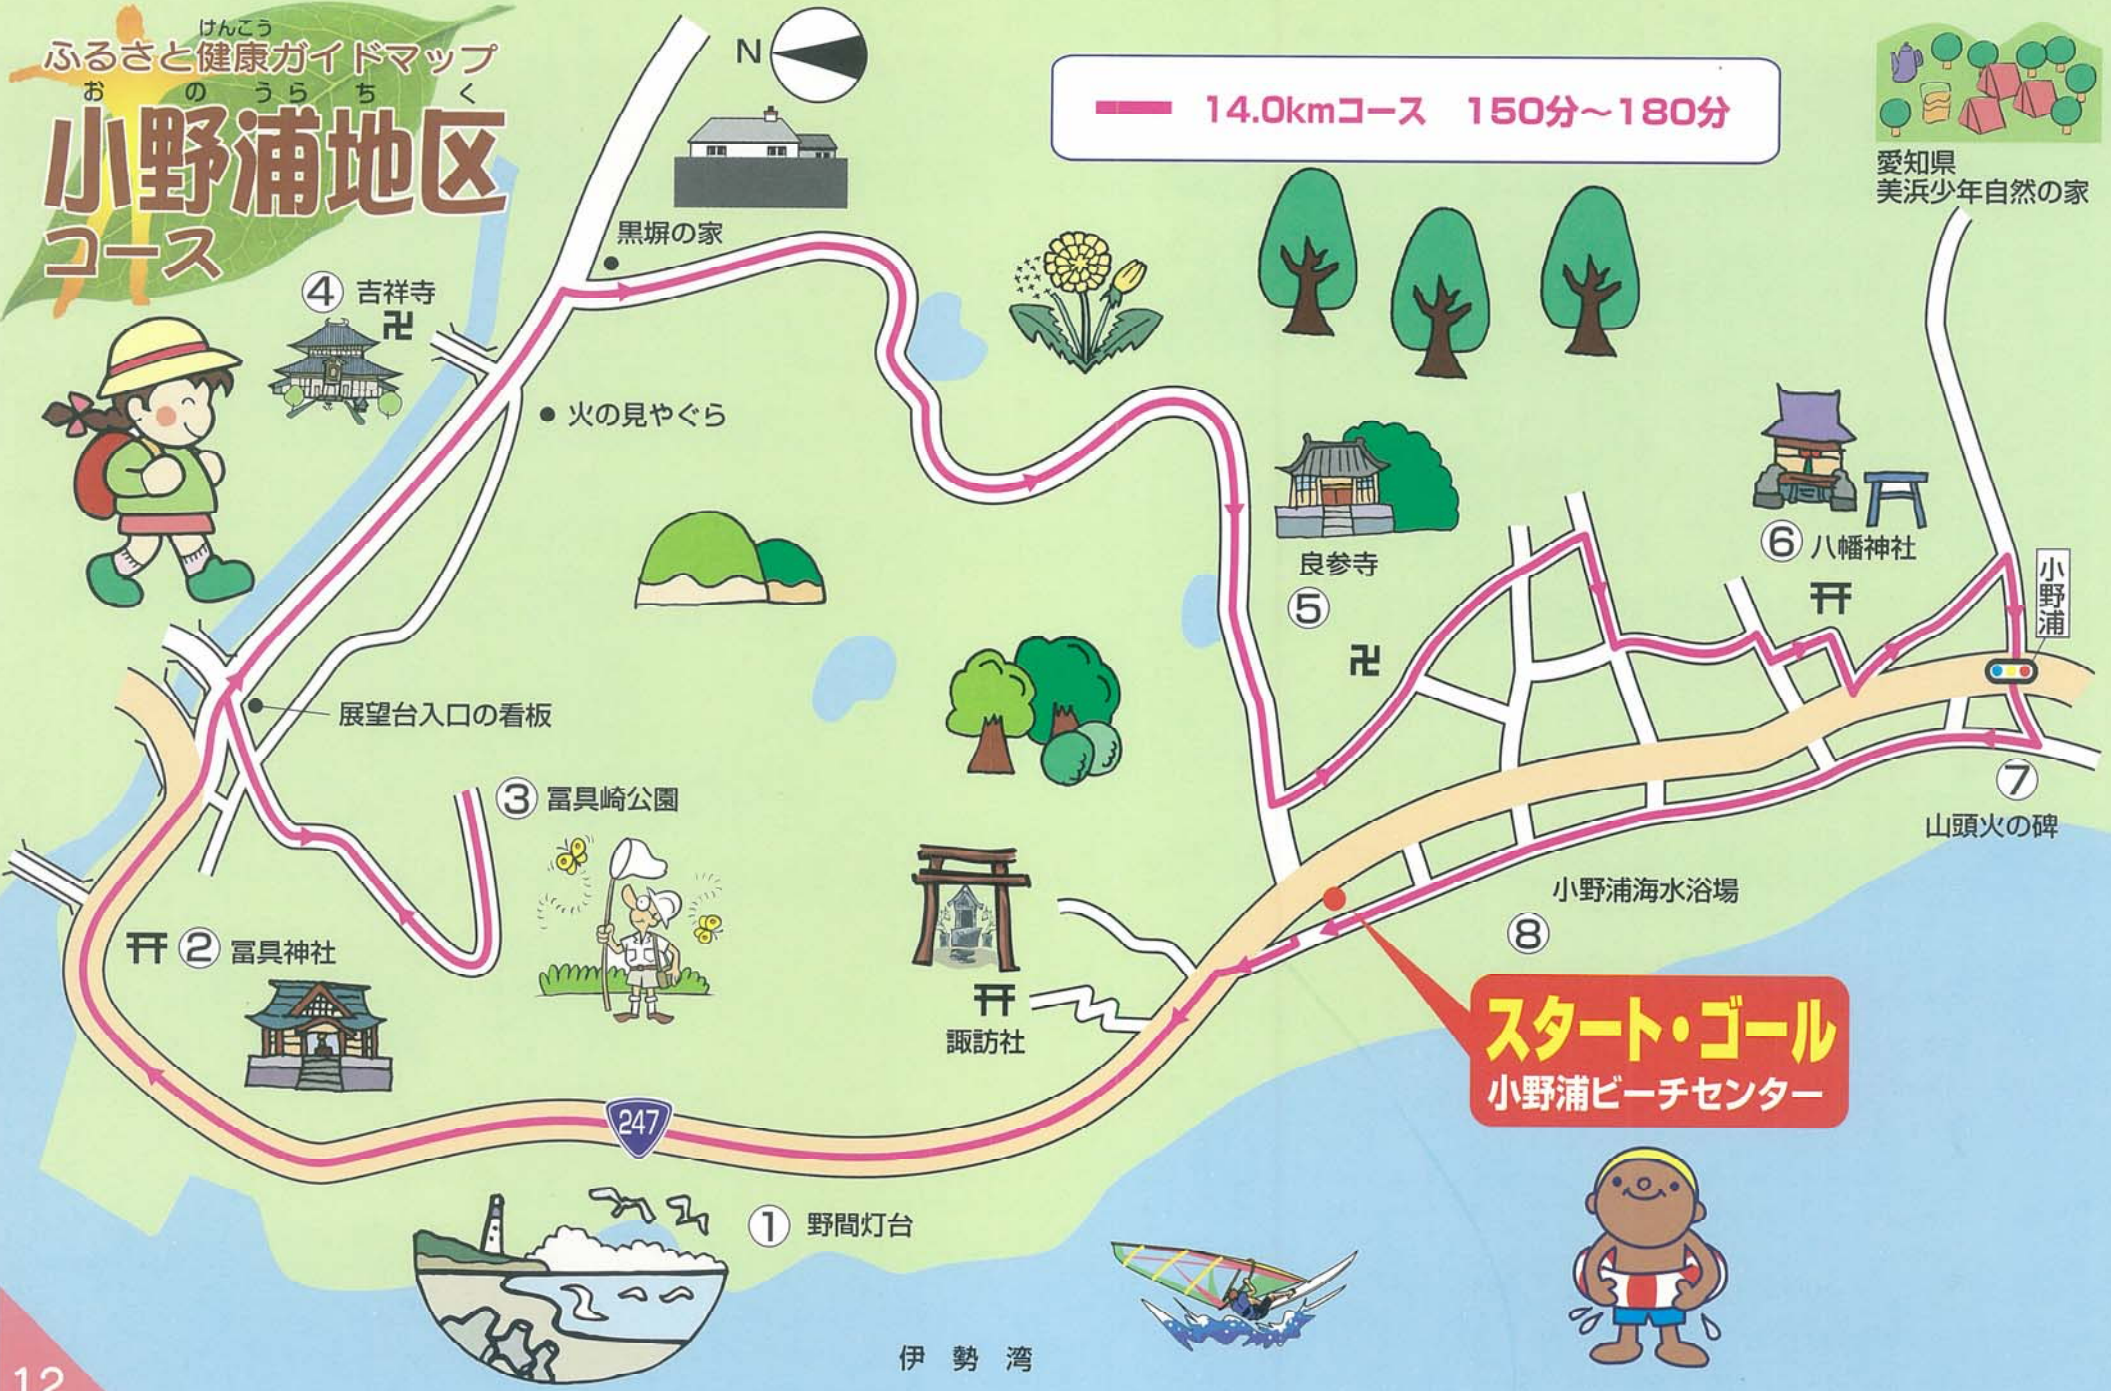 けんこう
ふるさと健康ガイドマップ
お の うら ち く
小野浦地区
コース
N
14.0kmコース 150分～180分
愛知県
美浜少年自然の家
黒塀の家
④ 吉祥寺
卍
火の見やぐら
良参寺
⑤
卍
⑥ 八幡神社
小野浦
展望台入口の看板
③ 冨具崎公園
⑦
山頭火の碑
小野浦海水浴場
⑧
② 冨具神社
諏訪社
スタート・ゴール
小野浦ビーチセンター
247
① 野間灯台
伊勢湾
12